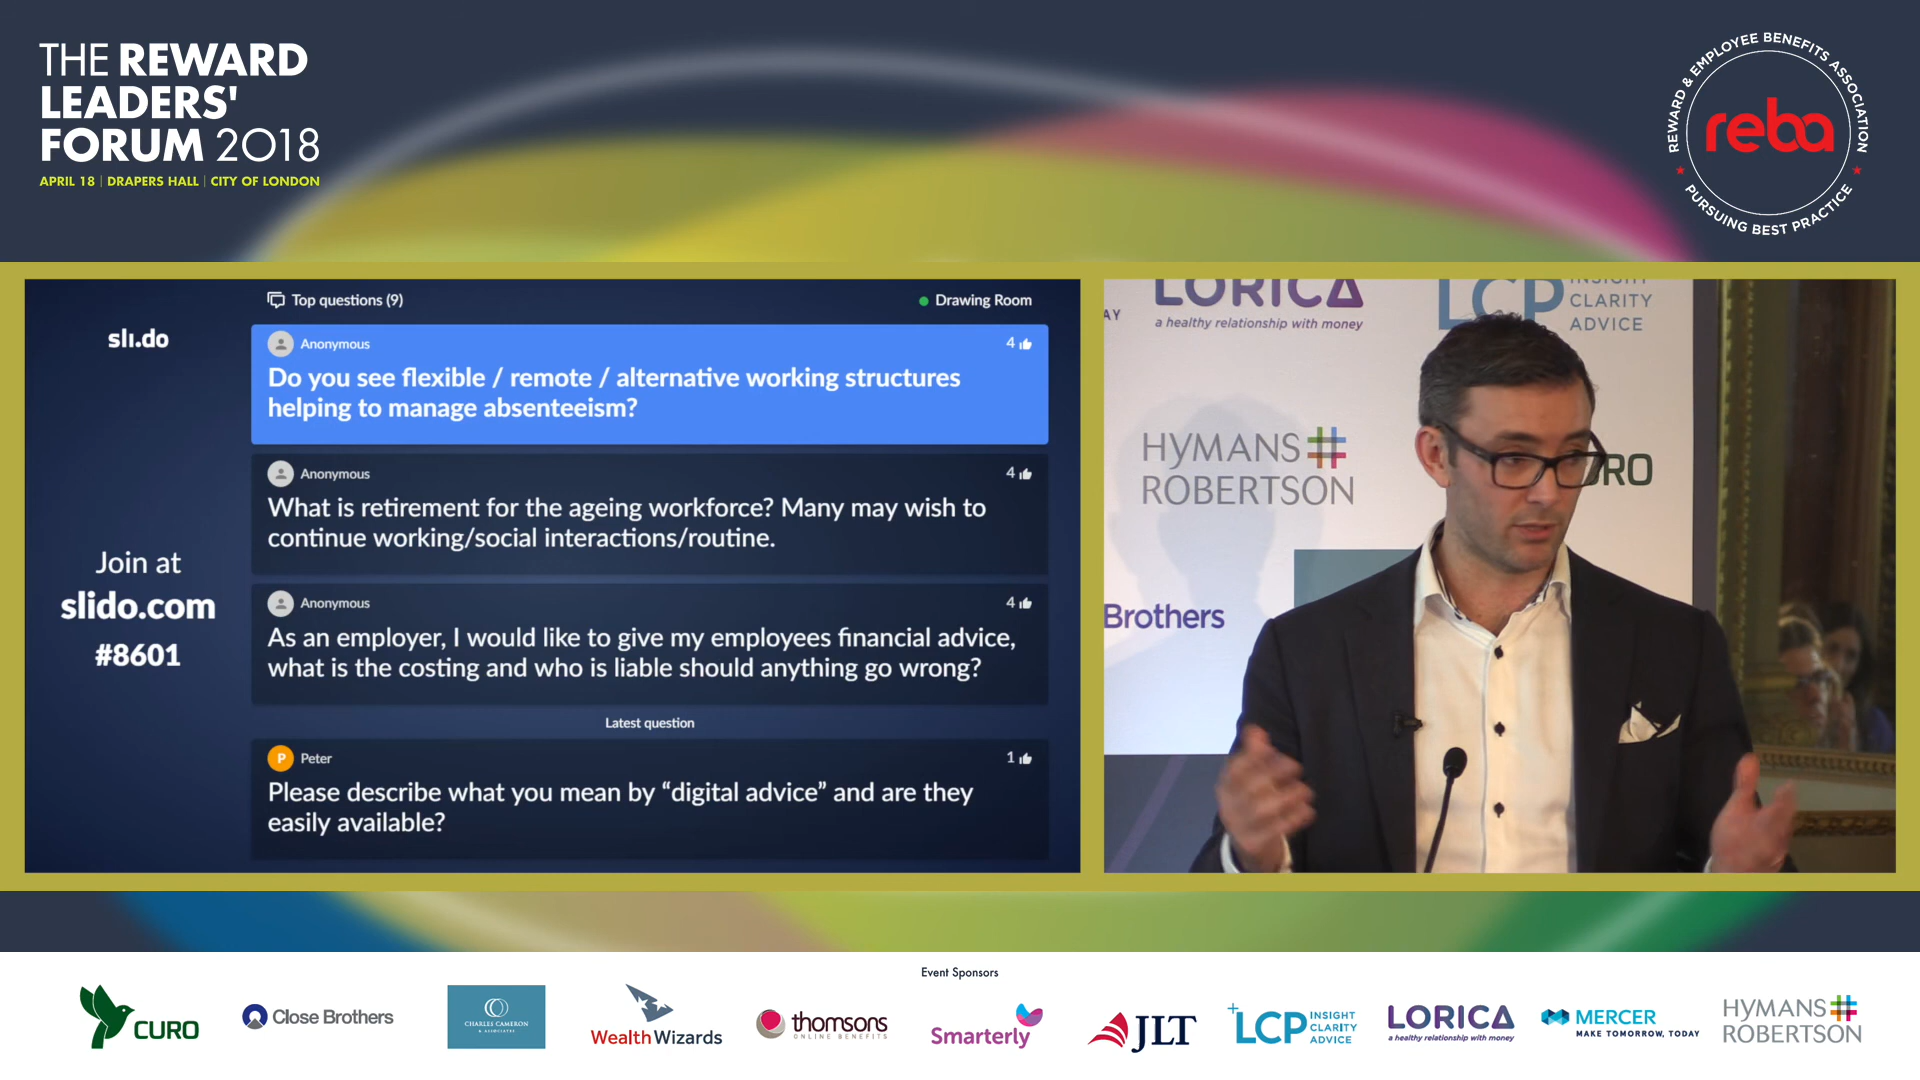 THE REWARD
LEADERS'
FORUM 2018
APRIL 18 | DRAPERS HALL | CITY OF LONDON
REWARD & EMPLOYEE BENEFITS ASSOCIATION
reba
PURSUING BEST PRACTICE
sli.do
Join at
slido.com
#8601
Top questions (9)
Drawing Room
Anonymous
4
Do you see flexible / remote / alternative working structures
helping to manage absenteeism?
Anonymous
4
What is retirement for the ageing workforce? Many may wish to
continue working/social interactions/routine.
Anonymous
4
As an employer, I would like to give my employees financial advice,
what is the costing and who is liable should anything go wrong?
Latest question
P Peter
1
Please describe what you mean by “digital advice” and are they
easily available?
AY
LORICA
a healthy relationship with money
LCP
INSIGHT
CLARITY
ADVICE
HYMANS
ROBERTSON
RO
Brothers
Event Sponsors
CURO
Close Brothers
CHARLES CAMERON
& ASSOCIATES
WealthWizards
thomsons
ONLINE BENEFITS
Smarterly
JLT
LCP
INSIGHT
CLARITY
ADVICE
LORICA
a healthy relationship with money
MERCER
MAKE TOMORROW, TODAY
HYMANS
ROBERTSON